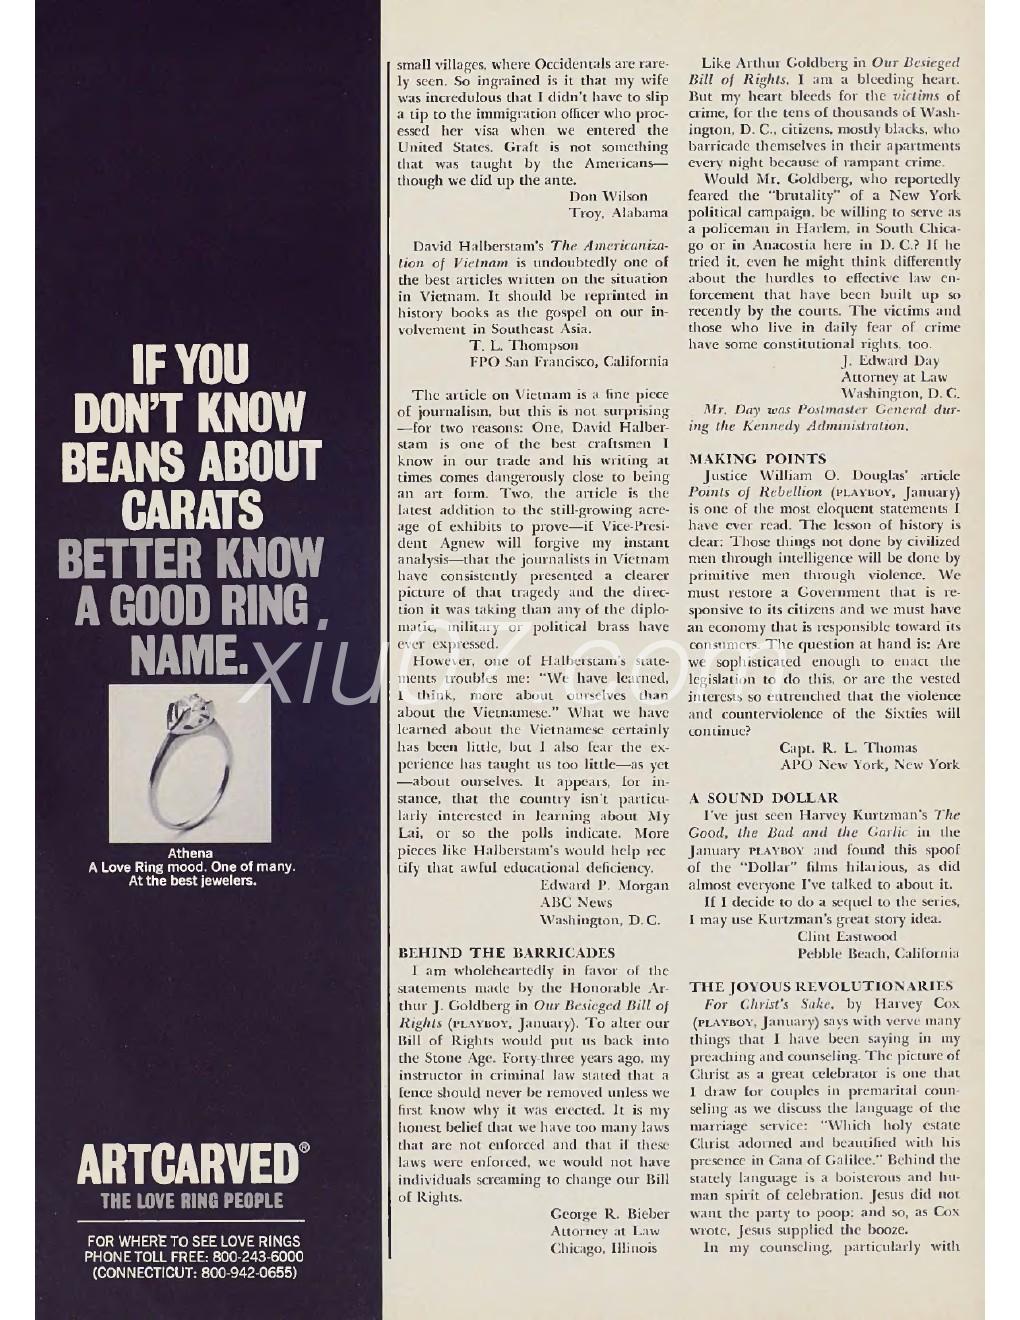 IF YOU
DON'T KNOW
BEANS ABOUT
CARATS
BETTER KNOW
A GOOD RING
NAME.
Athena
A Love Ring mood. One of many.
At the best jewelers.
ARTCARVED®
THE LOVE RING PEOPLE
FOR WHERE TO SEE LOVE RINGS
PHONE TOLL FREE: 800-243-6000
(CONNECTICUT: 800-942-0655)
small villages, where Occidentals are rare-
ly seen. So ingrained is it that my wife
was incredulous that I didn't have to slip
a tip to the immigration officer who proc-
essed her visa when we entered the
United States. Graft is not something
that was taught by the Americans—
though we did up the ante.
Don Wilson
Troy, Alabama
David Halberstam's The Americaniza-
tion of Vietnam is undoubtedly one of
the best articles written on the situation
in Vietnam. It should be reprinted in
history books as the gospel on our in-
volvement in Southeast Asia.
T. L. Thompson
FPO San Francisco, California
The article on Vietnam is a fine piece
of journalism, but this is not surprising
—for two reasons: One, David Halber-
stam is one of the best craftsmen I
know in our trade and his writing at
times comes dangerously close to being
an art form. Two, the article is the
latest addition to the still-growing acre-
age of exhibits to prove—if Vice-Presi-
dent Agnew will forgive my instant
analysis—that the journalists in Vietnam
have consistently presented a clearer
picture of that tragedy and the direc-
tion it was taking than any of the diplo-
matic, military or political brass have
ever expressed.
However, one of Halberstam's state-
ments troubles me: "We have learned,
I think, more about ourselves than
about the Vietnamese." What we have
learned about the Vietnamese certainly
has been little, but I also fear the ex-
perience has taught us too little—as yet
—about ourselves. It appears, for in-
stance, that the country isn't particu-
larly interested in learning about My
Lai, or so the polls indicate. More
pieces like Halberstam's would help rec
tify that awful educational deficiency.
Edward P. Morgan
ABC News
Washington, D.C.
BEHIND THE BARRICADES
I am wholeheartedly in favor of the
statements made by the Honorable Ar-
thur J. Goldberg in Our Besieged Bill of
Rights (PLAYBOY, January). To alter our
Bill of Rights would put us back into
the Stone Age. Forty-three years ago, my
instructor in criminal law stated that a
fence should never be removed unless we
first know why it was erected. It is my
honest belief that we have too many laws
that are not enforced and that if these
laws were enforced, we would not have
individuals screaming to change our Bill
of Rights.
George R. Bieber
Attorney at Law
Chicago, Illinois
Like Arthur Goldberg in Our Besieged
Bill of Rights, I am a bleeding heart.
But my heart bleeds for the victims of
crime, for the tens of thousands of Wash-
ington, D. C., citizens, mostly blacks, who
barricade themselves in their apartments
every night because of rampant crime.
Would Mr. Goldberg, who reportedly
feared the "brutality" of a New York
political campaign, be willing to serve as
a policeman in Harlem, in South Chica-
go or in Anacostia here in D. C.? If he
tried it, even he might think differently
about the hurdles to effective law en-
forcement that have been built up so
recently by the courts. The victims and
those who live in daily fear of crime
have some constitutional rights, too.
J. Edward Day
Attorney at Law
Washington, D. C.
Mr. Day was Postmaster General dur-
ing the Kennedy Administration.
MAKING POINTS
Justice William O. Douglas' article
Points of Rebellion (PLAYBOY, January)
is one of the most eloquent statements I
have ever read. The lesson of history is
clear: Those things not done by civilized
men through intelligence will be done by
primitive men through violence. We
must restore a Government that is re-
sponsive to its citizens and we must have
an economy that is responsible toward its
consumers. The question at hand is: Are
we sophisticated enough to enact the
legislation to do this, or are the vested
interests so entrenched that the violence
and counterviolence of the Sixties will
continue?
Capt. R. L. Thomas
APO New York, New York
A SOUND DOLLAR
I've just seen Harvey Kurtzman's The
Good, the Bad and the Garlic in the
January PLAYBOY and found this spoof
of the "Dollar" films hilarious, as did
almost everyone I've talked to about it.
If I decide to do a sequel to the series,
I may use Kurtzman's great story idea.
Clint Eastwood
Pebble Beach, California
THE JOYOUS REVOLUTIONARIES
For Christ's Sake, by Harvey Cox
(PLAYBOY, January) says with verve many
things that I have been saying in my
preaching and counseling. The picture of
Christ as a great celebrator is one that
I draw for couples in premarital coun-
seling as we discuss the language of the
marriage service: "Which holy estate
Christ adorned and beautified with his
presence in Cana of Galilee." Behind the
stately language is a boisterous and hu-
man spirit of celebration. Jesus did not
want the party to poop; and so, as Cox
wrote, Jesus supplied the booze.
In my counseling, particularly with
xiu07.com